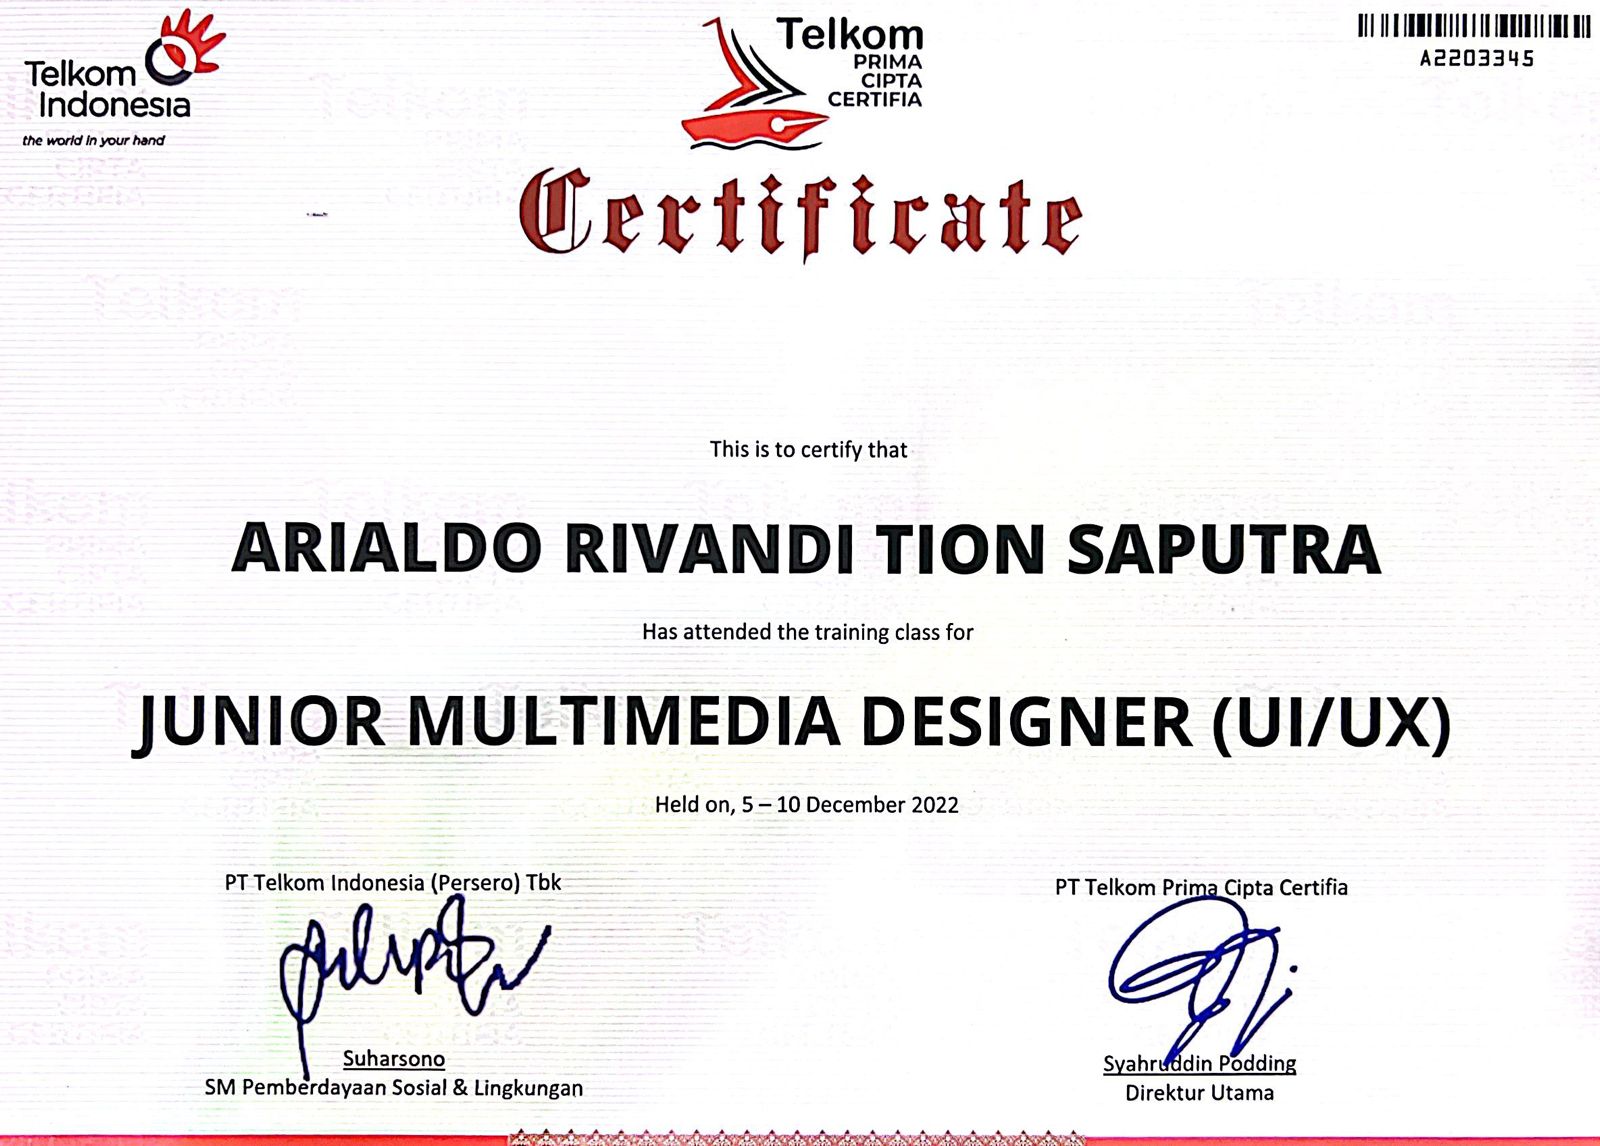 Telkom
Indonesia
the world in your hand
Telkom
PRIMA
CIPTA
CERTIFIA
A2203345
Certificate
This is to certify that
ARIALDO RIVANDI TION SAPUTRA
Has attended the training class for
JUNIOR MULTIMEDIA DESIGNER (UI/UX)
Held on, 5 – 10 December 2022
PT Telkom Indonesia (Persero) Tbk
PT Telkom Prima Cipta Certifia
Suharsono
SM Pemberdayaan Sosial & Lingkungan
Syahruddin Podding
Direktur Utama